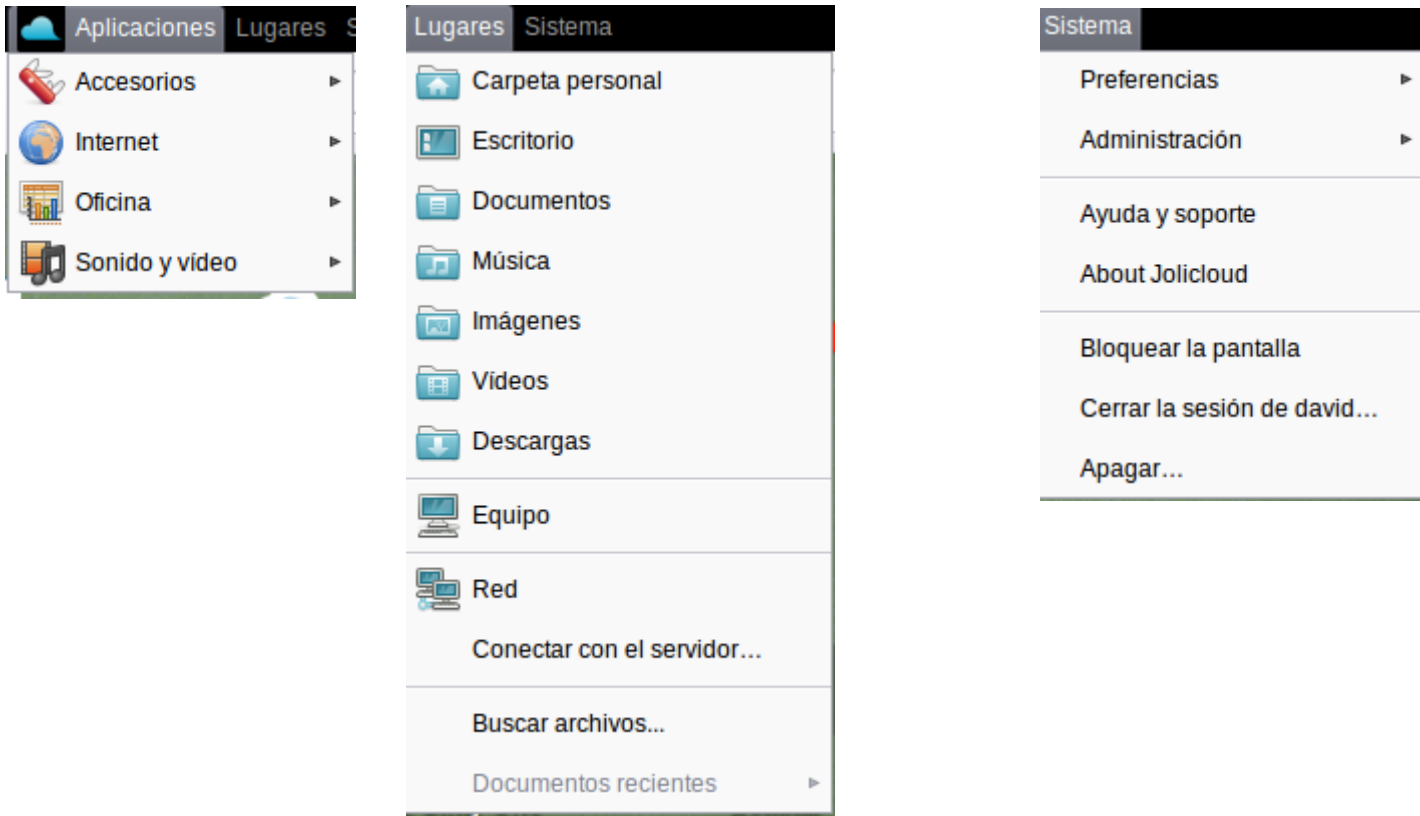 Aplicaciones Lugares S
Accesorios
Internet
Oficina
Sonido y vídeo
Lugares Sistema
Carpeta personal
Escritorio
Documentos
Música
Imágenes
Vídeos
Descargas
Equipo
Red
Conectar con el servidor…
Buscar archivos...
Documentos recientes
Sistema
Preferencias
Administración
Ayuda y soporte
About Jolicloud
Bloquear la pantalla
Cerrar la sesión de david…
Apagar…